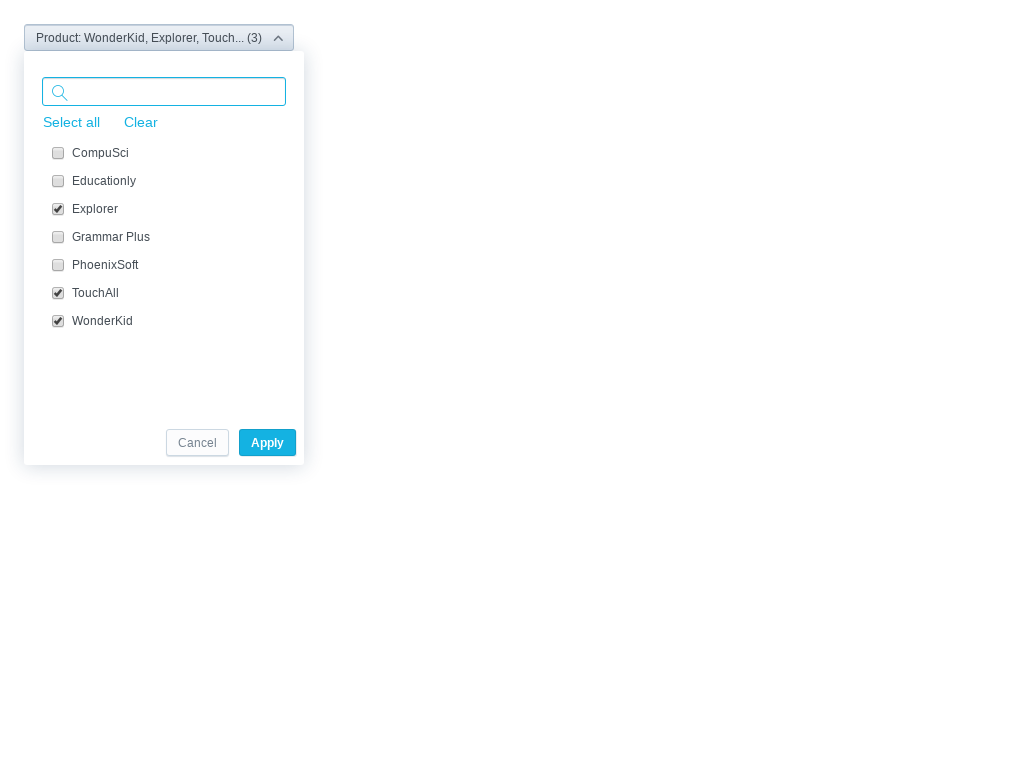 Product: WonderKid, Explorer, Touch... (3)
Select all Clear
CompuSci
Educationly
Explorer
Grammar Plus
PhoenixSoft
TouchAll
WonderKid
Cancel Apply